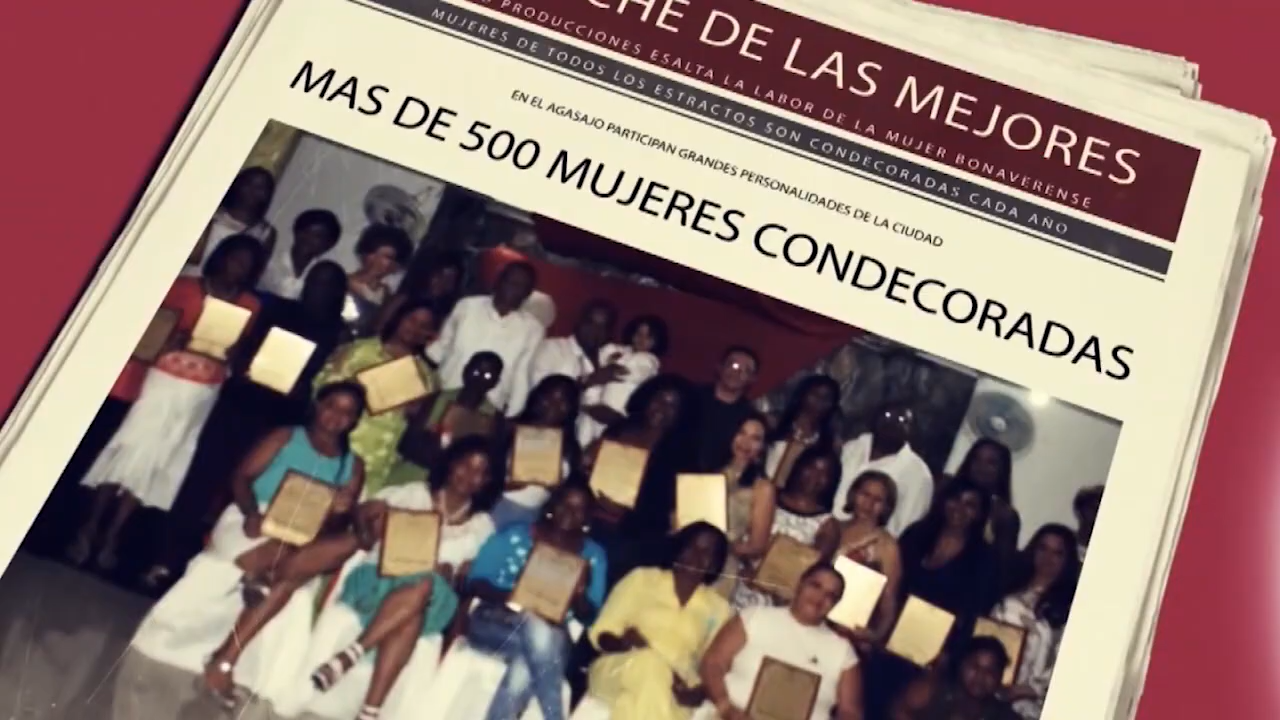 CHE DE LAS MEJORES
PRODUCCIONES ESALTA LA LABOR DE LA MUJER BONAVERENSE
MUJERES DE TODOS LOS ESTRACTOS SON CONDECORADAS CADA AÑO
EN EL AGASAJO PARTICIPAN GRANDES PERSONALIDADES DE LA CIUDAD
MAS DE 500 MUJERES CONDECORADAS